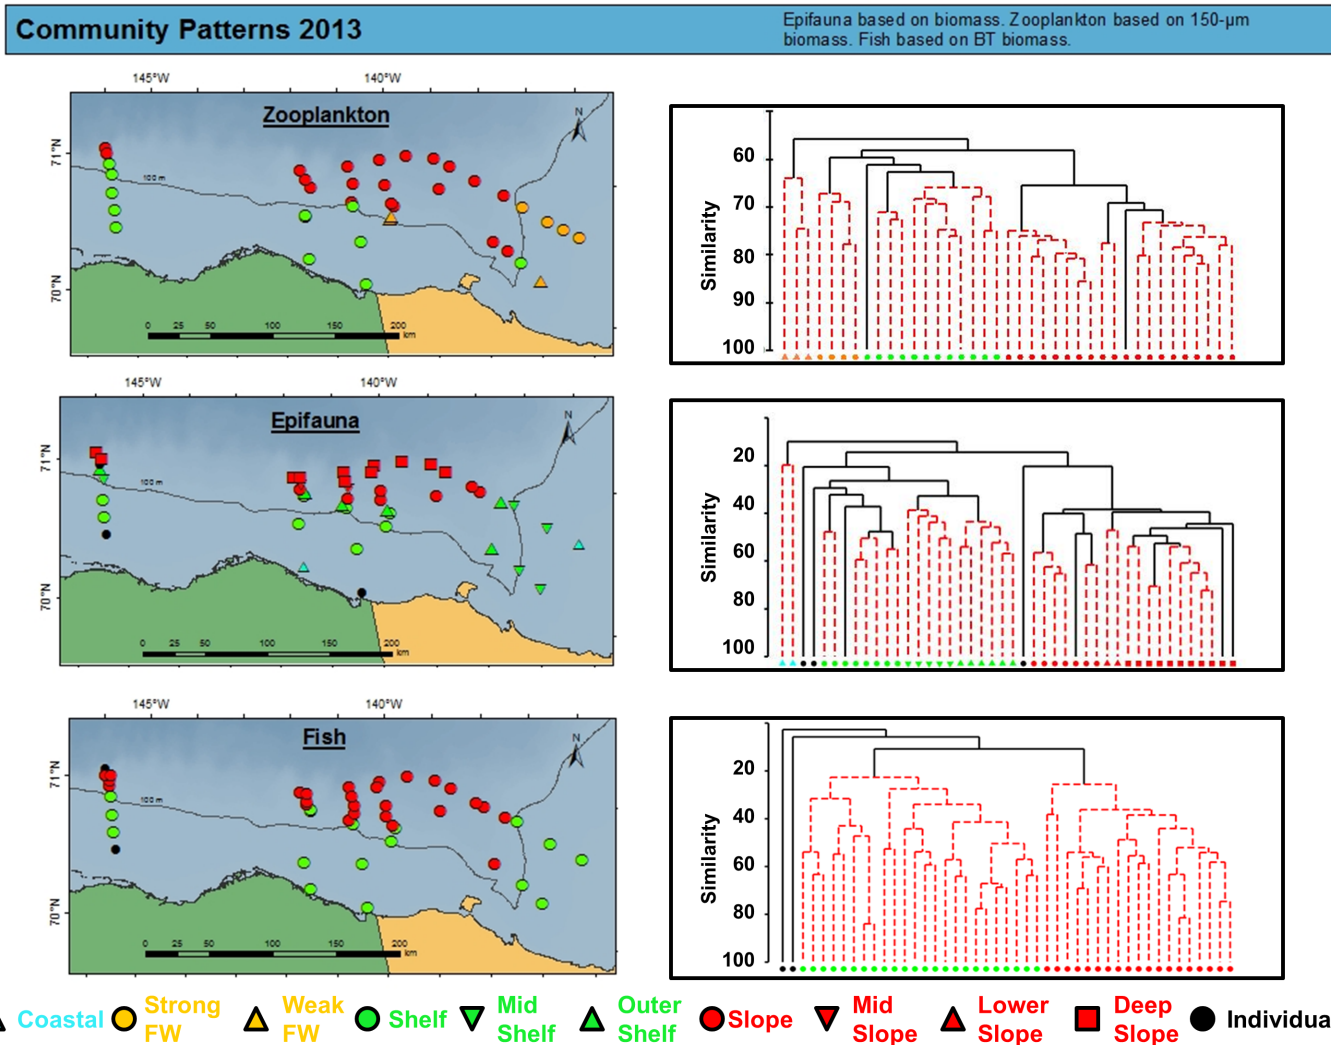 Community Patterns 2013
Epifauna based on biomass. Zooplankton based on 150-µm
biomass. Fish based on BT biomass.
145°W
140°W
Zooplankton
N
71°N
100 m
70°N
0 25 50 100 150 200
km
60
70
80
90
100
Similarity
145°W
140°W
Epifauna
N
71°N
100 m
70°N
0 25 50 100 150 200
km
20
40
60
80
100
Similarity
145°W
140°W
Fish
N
71°N
100 m
70°N
0 25 50 100 150 200
km
20
40
60
80
100
Similarity
Coastal
Strong
FW
Weak
FW
Shelf
Mid
Shelf
Outer
Shelf
Slope
Mid
Slope
Lower
Slope
Deep
Slope
Individua